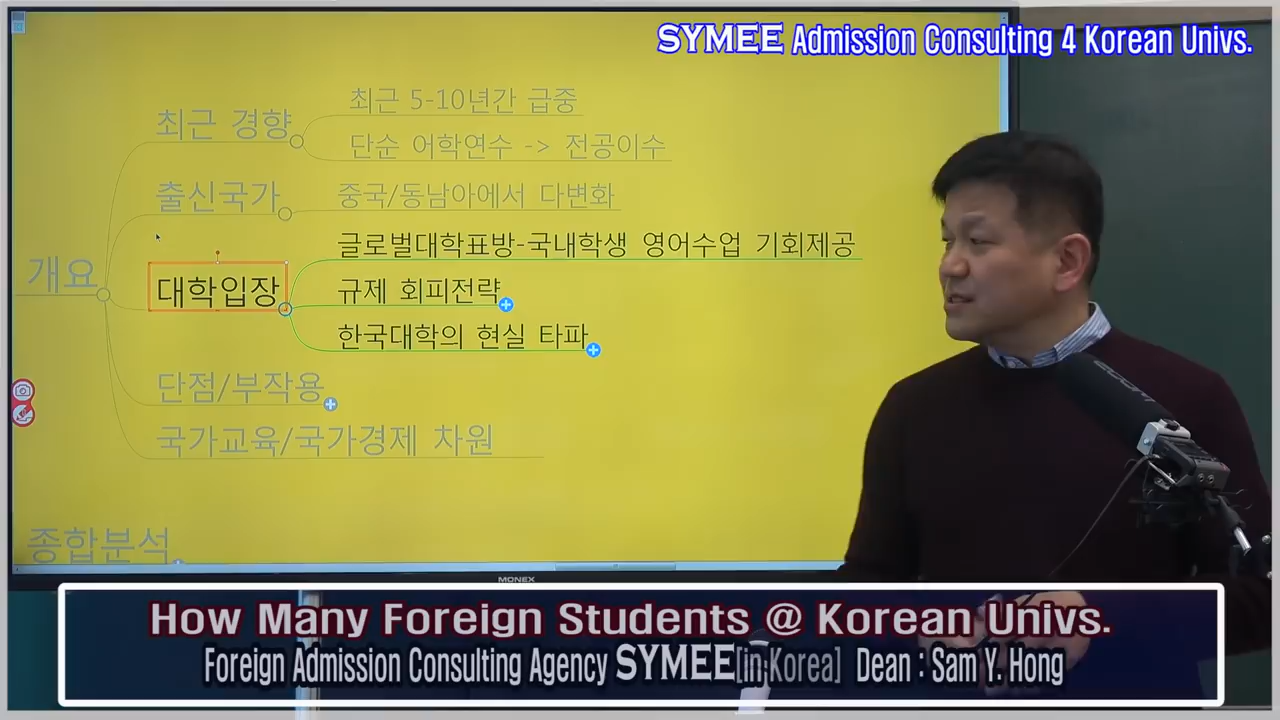 SYMEE Admission Consulting 4 Korean Univs.
최근 경향
최근 5-10년간 급중
단순 어학연수 -> 전공이수
출신국가
중국/동남아에서 다변화
개요
대학입장
글로벌대학표방-국내학생 영어수업 기회제공
규제 회피전략
한국대학의 현실 타파
단점/부작용
국가교육/국가경제 차원
종합분석
MONEX
How Many Foreign Students @ Korean Univs.
Foreign Admission Consulting Agency SYMEE[in Korea] Dean : Sam Y. Hong